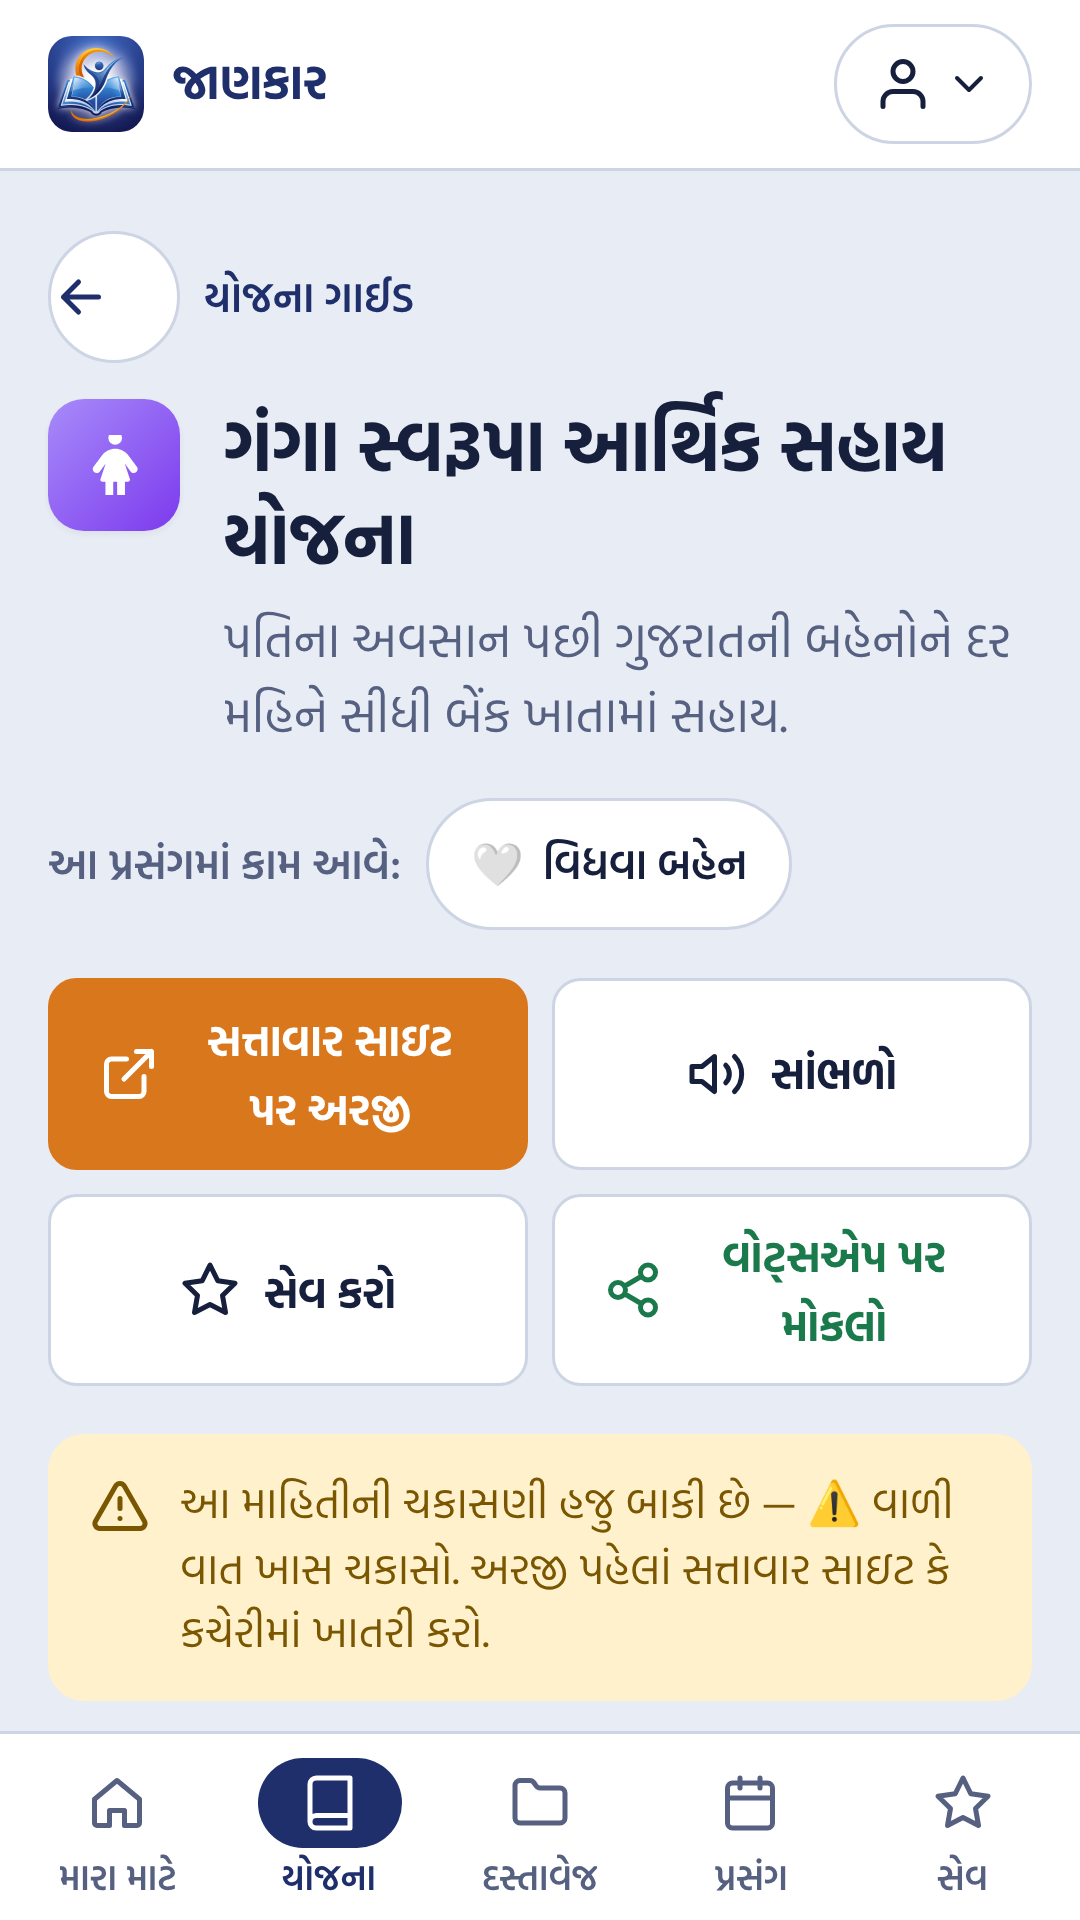 જાણકાર
યોજના ગાઈડ
ગંગા સ્વરૂપા આર્થિક સહાય
યોજના
પતિના અવસાન પછી ગુજરાતની બહેનોને દર
મહિને સીધી બેંક ખાતામાં સહાય.
આ પ્રસંગમાં કામ આવે:
🤍 વિધવા બહેન
સત્તાવાર સાઇટ
પર અરજી
સાંભળો
સેવ કરો
વોટ્સએપ પર
મોકલો
આ માહિતીની ચકાસણી હજુ બાકી છે — ⚠️ વાળી
વાત ખાસ ચકાસો. અરજી પહેલાં સત્તાવાર સાઇટ કે
કચેરીમાં ખાતરી કરો.
મારા માટે
યોજના
દસ્તાવેજ
પ્રસંગ
સેવ